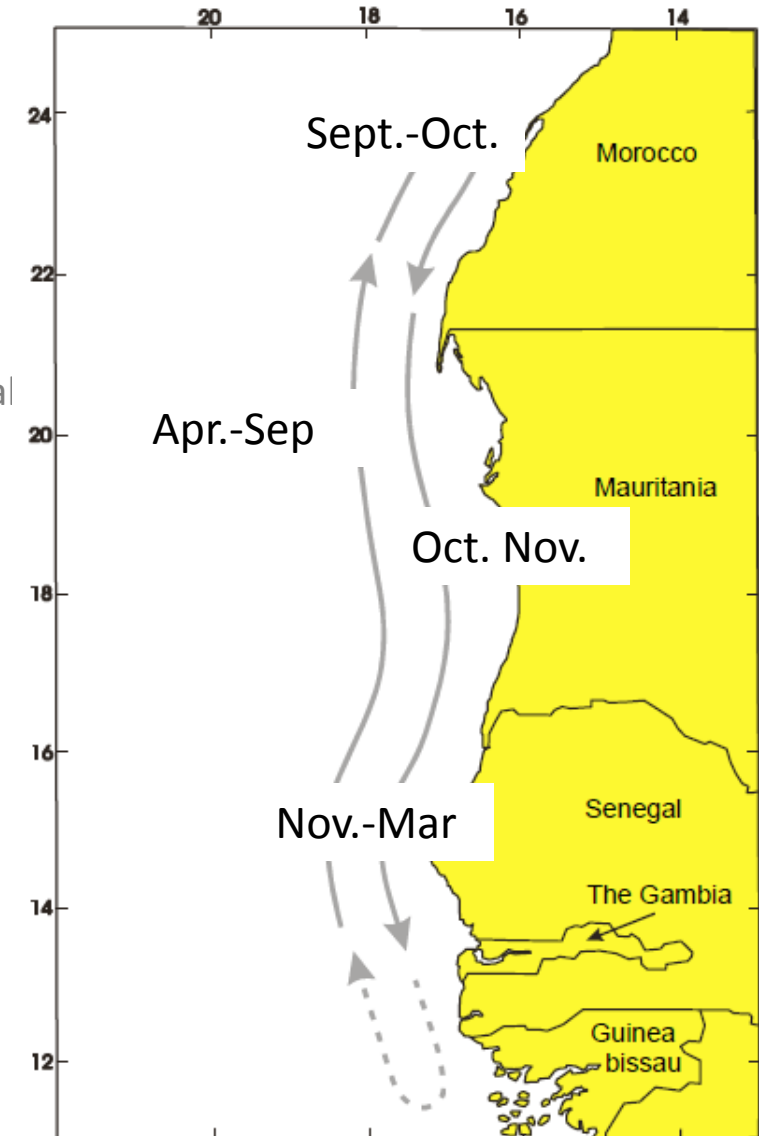 20 18 16 14
24
Sept.-Oct.
Morocco
22
al
Apr.-Sep
20
Mauritania
Oct. Nov.
18
16
Nov.-Mar
Senegal
The Gambia
14
Guinea
bissau
12